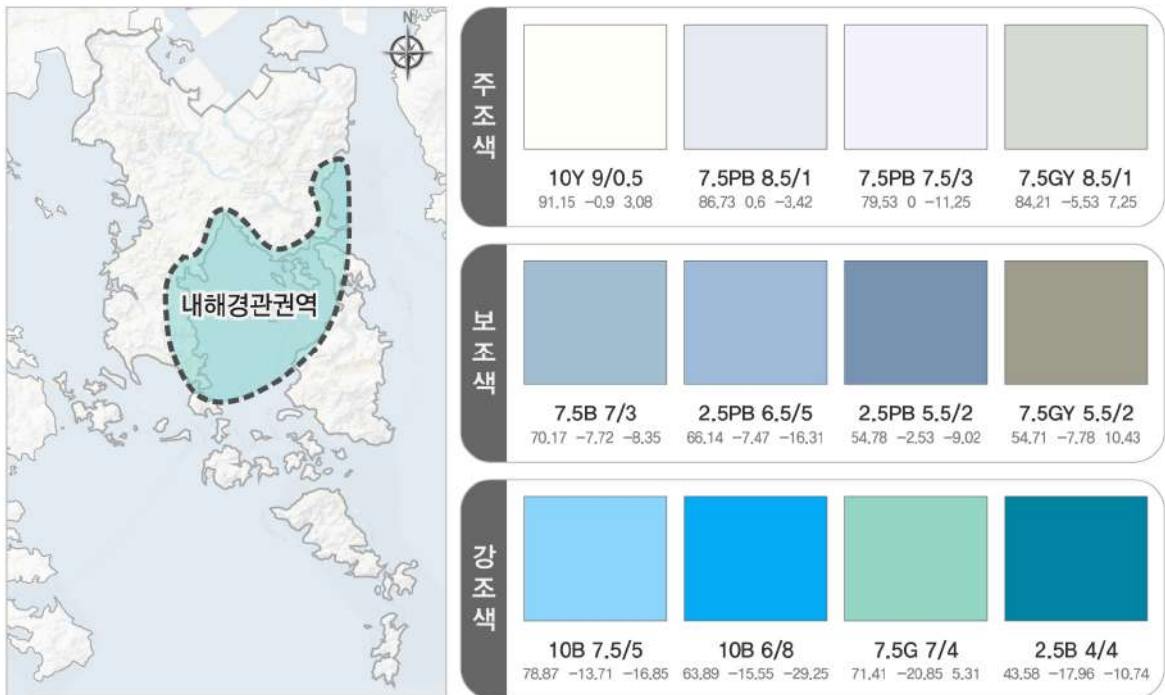 N
내해경관권역
주조색
10Y 9/0.5 7.5PB 8.5/1 7.5PB 7.5/3 7.5GY 8.5/1
91.15 -0.9 3.08 86.73 0.6 -3.42 79.53 0 -11.25 84.21 -5.53 7.25
보조색
7.5B 7/3 2.5PB 6.5/5 2.5PB 5.5/2 7.5GY 5.5/2
70.17 -7.72 -8.35 66.14 -7.47 -16.31 54.78 -2.53 -9.02 54.71 -7.78 10.43
강조색
10B 7.5/5 10B 6/8 7.5G 7/4 2.5B 4/4
78.87 -13.71 -16.85 63.89 -15.55 -29.25 71.41 -20.85 5.31 43.58 -17.96 -10.74